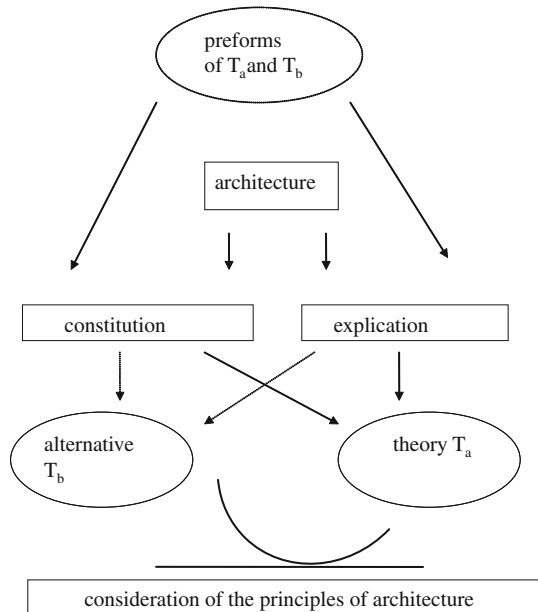 preforms
of Ta and Tb
architecture
constitution
explication
alternative
Tb
theory Ta
consideration of the principles of architecture